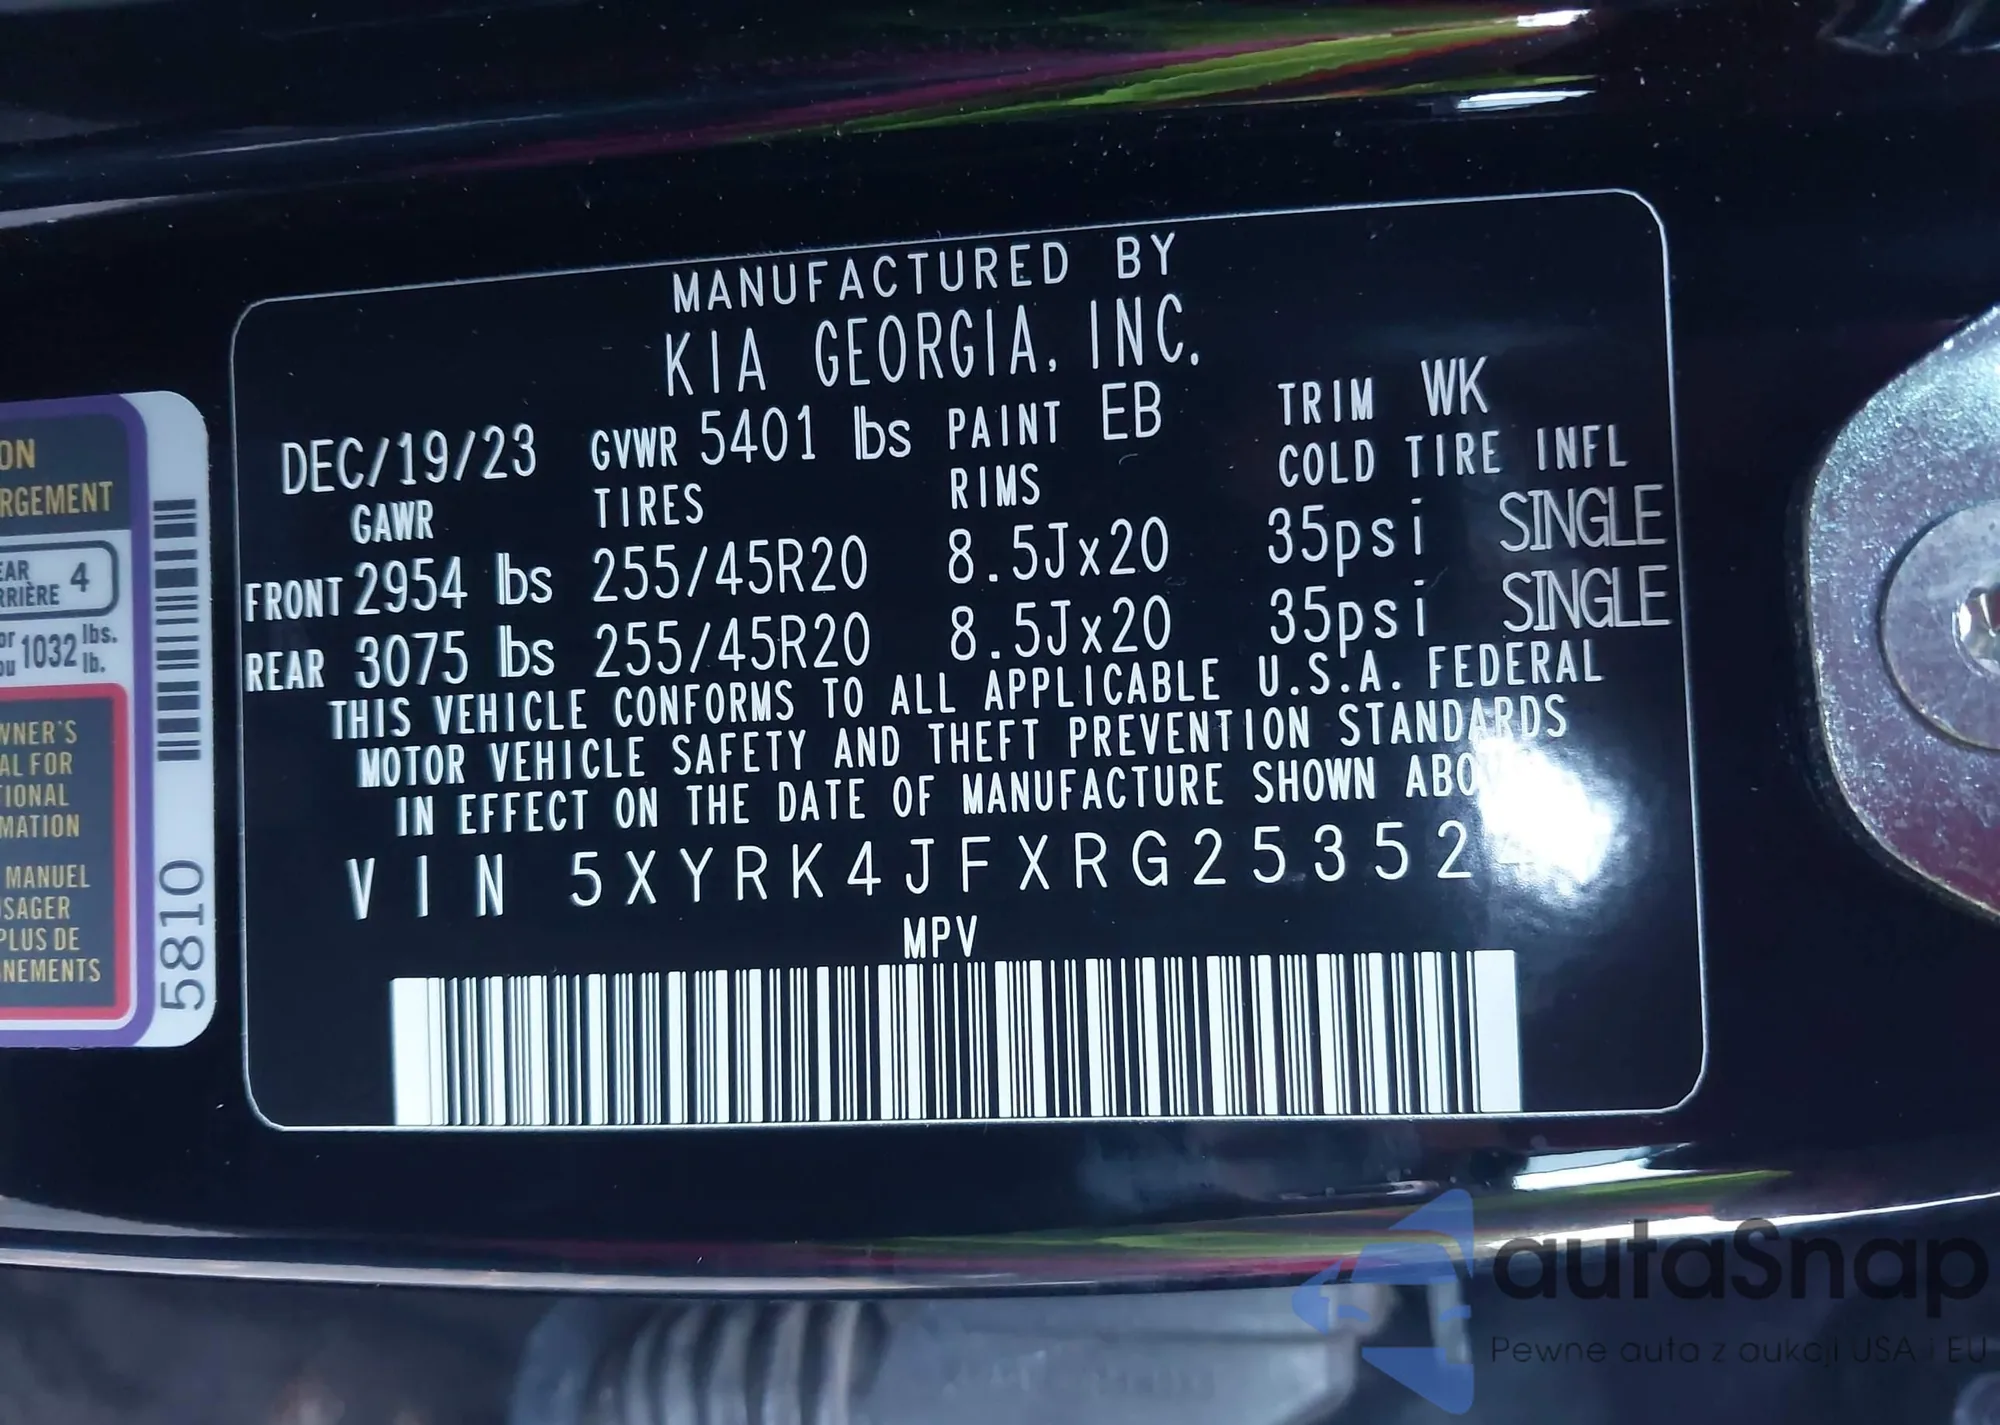 MANUFACTURED BY
KIA GEORGIA, INC.
DEC/19/23 GVWR 5401 lbs PAINT EB TRIM WK
GAWR TIRES RIMS COLD TIRE INFL
FRONT 2954 lbs 255/45R20 8.5Jx20 35psi SINGLE
REAR 3075 lbs 255/45R20 8.5Jx20 35psi SINGLE
THIS VEHICLE CONFORMS TO ALL APPLICABLE U.S.A. FEDERAL
MOTOR VEHICLE SAFETY AND THEFT PREVENTION STANDARDS
IN EFFECT ON THE DATE OF MANUFACTURE SHOWN ABO
VIN 5XYRK4JFXRG25352
MPV
ON
RGEMENT
EAR
RRIÈRE 4
or
ou 1032 lbs.
lb.
WNER'S
AL FOR
TIONAL
MATION
MANUEL
SAGER
PLUS DE
NEMENTS
5810
autaSnap
Pewne auta z aukcji USA i EU